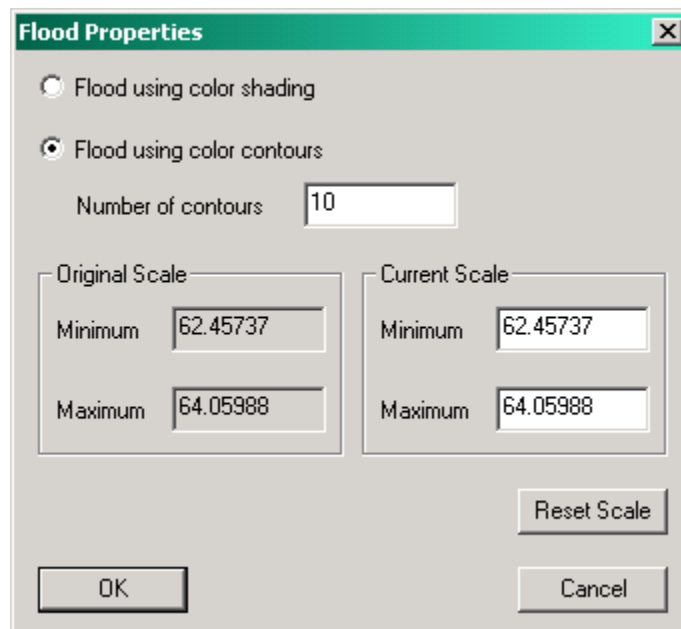 Flood Properties
Flood using color shading
Flood using color contours
Number of contours 10
Original Scale
Minimum 62.45737
Maximum 64.05988
Current Scale
Minimum 62.45737
Maximum 64.05988
Reset Scale
OK
Cancel